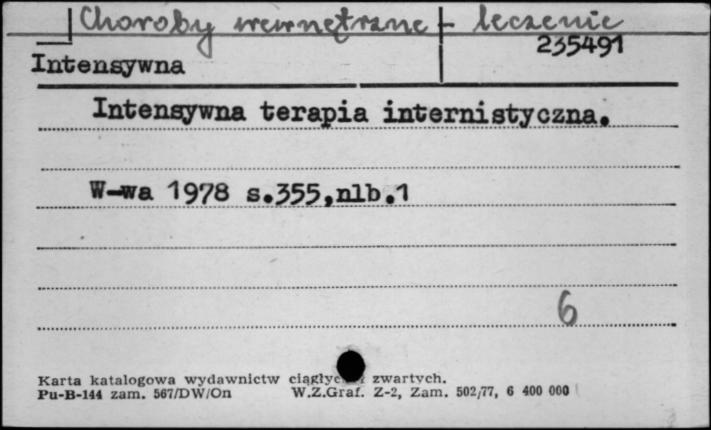 Choroby wewnętrzne - leczenie
235491
Intensywna
Intensywna terapia internistyczna.
W-wa 1978 s.355,nlb.1
6
Karta katalogowa wydawnictw zwartych.
Pu-B-144 zam. 567/DW/On W.Z.Graf. Z-2, Zam. 502/77, 6 400 000